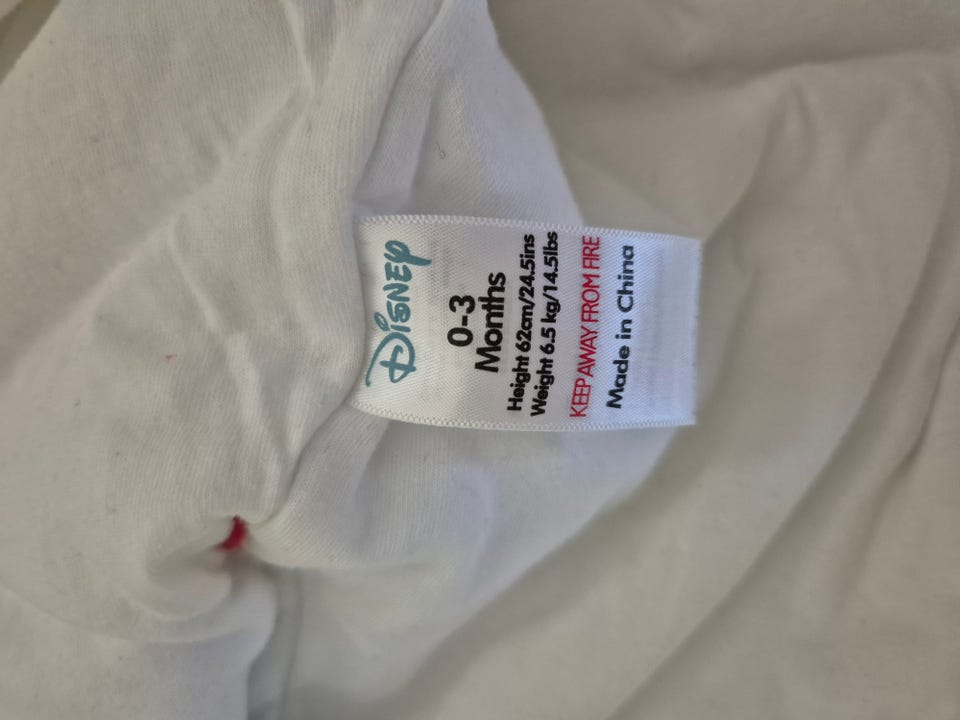 Disney
0-3
Months
Height 62cm/24.5ins
Weight 6.5 kg/14.5lbs
KEEP AWAY FROM FIRE
Made in China